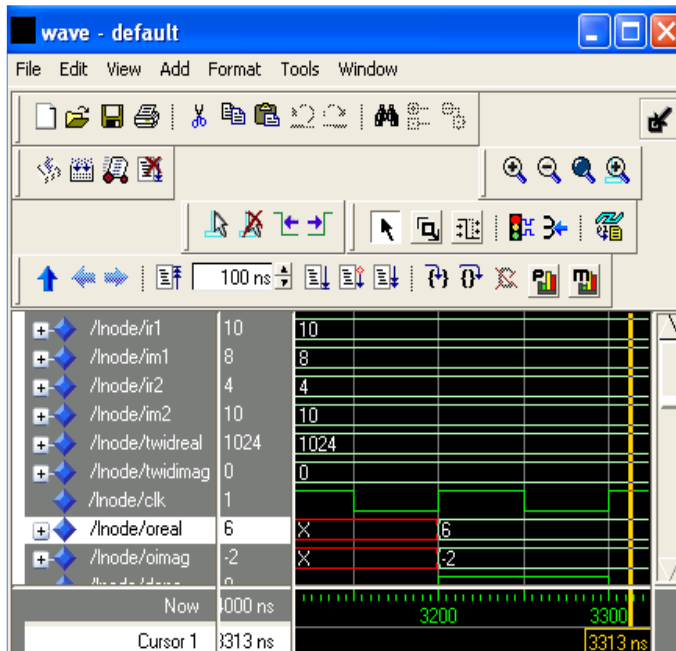 wave - default
File Edit View Add Format Tools Window
100 ns
/lnode/ir1 10 10
/lnode/im1 8 8
/lnode/ir2 4 4
/lnode/im2 10 10
/lnode/twidreal 1024 1024
/lnode/twidimag 0 0
/lnode/clk 1
/lnode/oreal 6 X 6
/lnode/oimag -2 X -2
Now 4000 ns
3200 3300
Cursor 1 3313 ns 3313 ns